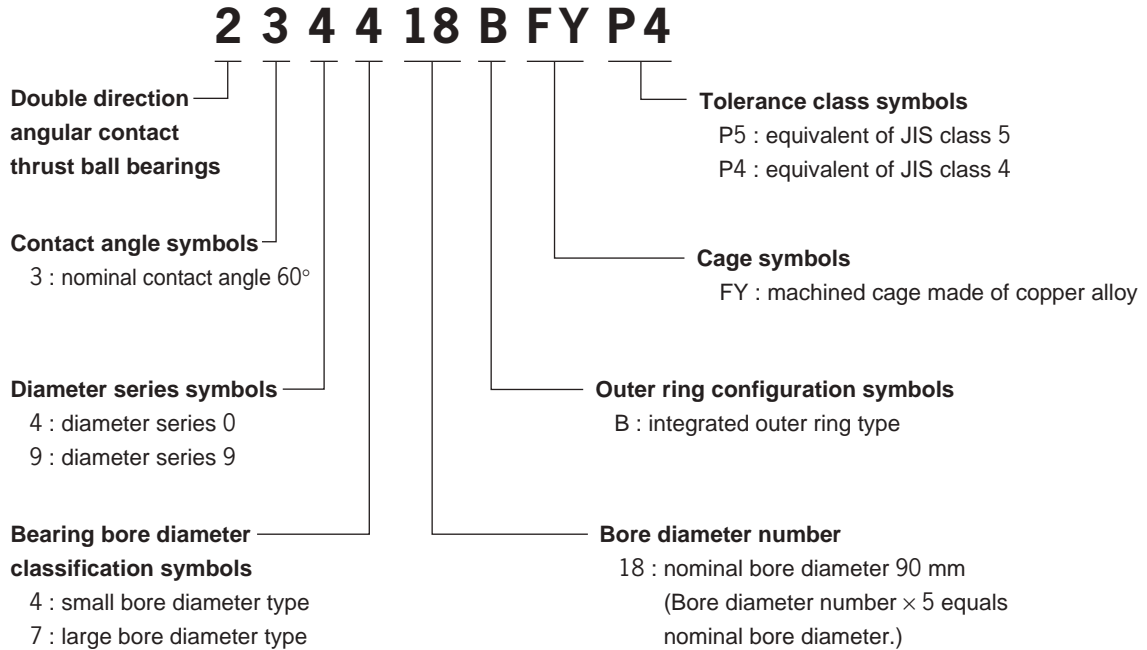 2 3 4 4 18 B FY P4
Double direction
angular contact
thrust ball bearings
Contact angle symbols
3 : nominal contact angle 60°
Diameter series symbols
4 : diameter series 0
9 : diameter series 9
Bearing bore diameter
classification symbols
4 : small bore diameter type
7 : large bore diameter type
Tolerance class symbols
P5 : equivalent of JIS class 5
P4 : equivalent of JIS class 4
Cage symbols
FY : machined cage made of copper alloy
Outer ring configuration symbols
B : integrated outer ring type
Bore diameter number
18 : nominal bore diameter 90 mm
(Bore diameter number × 5 equals
nominal bore diameter.)